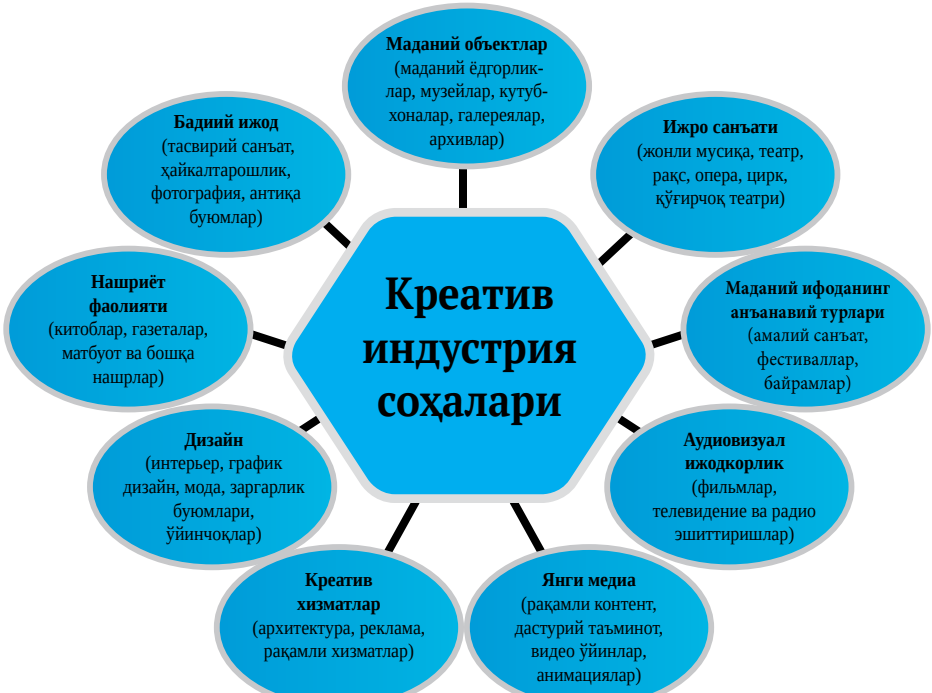 Маданий объектлар
(маданий ёдгорлик-
лар, музейлар, кутуб-
хоналар, галереялар,
архивлар)
Бадиий ижод
(тасвирий санъат,
ҳайкалтарошлик,
фотография, антиқа
буюмлар)
Ижро санъати
(жонли мусиқа, театр,
рақс, опера, цирк,
қўғирчоқ театри)
Нашриёт
фаолияти
(китоблар, газеталар,
матбуот ва бошқа
нашрлар)
Креатив
индустрия
соҳалари
Маданий ифоданинг
анъанавий турлари
(амалий санъат,
фестиваллар,
байрамлар)
Дизайн
(интерьер, график
дизайн, мода, заргарлик
буюмлари,
ўйинчоқлар)
Аудиовизуал
ижодкорлик
(фильмлар,
телевидение ва радио
эшиттиришлар)
Креатив
хизматлар
(архитектура, реклама,
рақамли хизматлар)
Янги медиа
(рақамли контент,
дастурий таъминот,
видео ўйинлар,
анимациялар)